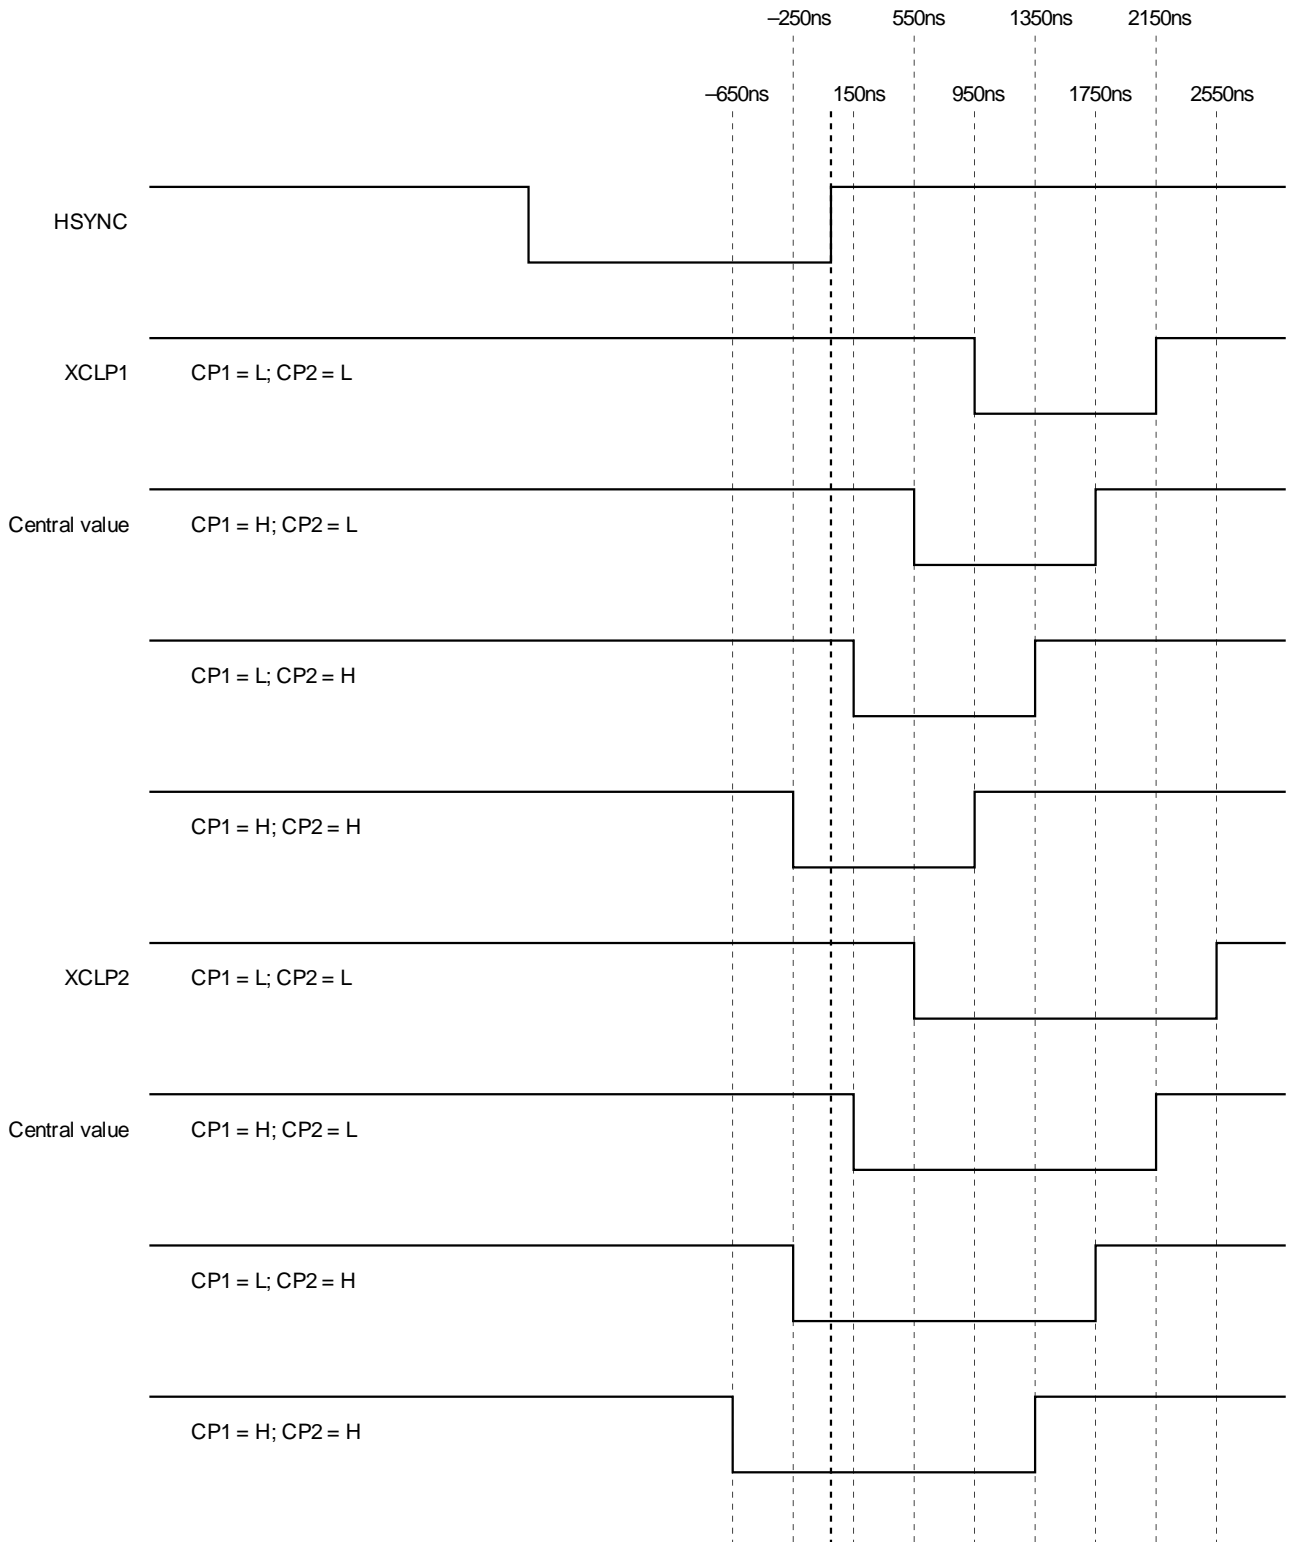 –250ns 550ns 1350ns 2150ns
–650ns 150ns 950ns 1750ns 2550ns
HSYNC
XCLP1 CP1 = L; CP2 = L
Central value CP1 = H; CP2 = L
CP1 = L; CP2 = H
CP1 = H; CP2 = H
XCLP2 CP1 = L; CP2 = L
Central value CP1 = H; CP2 = L
CP1 = L; CP2 = H
CP1 = H; CP2 = H